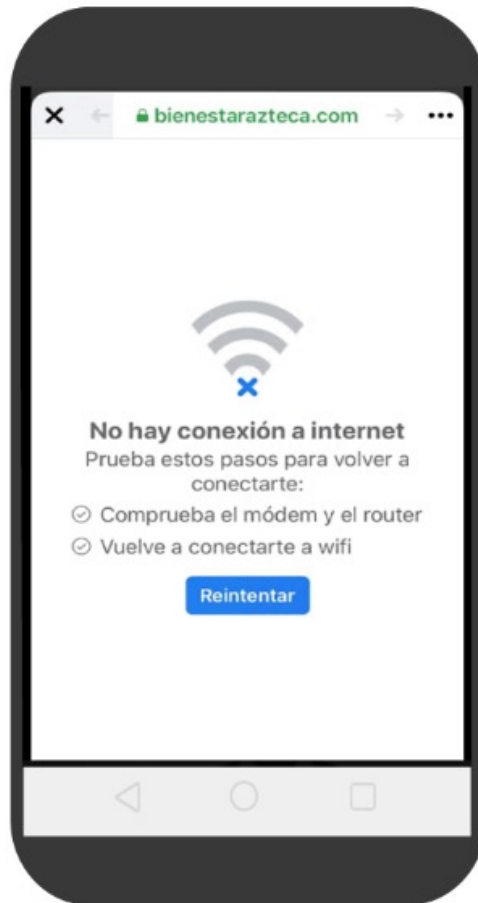 bienestarazteca.com
No hay conexión a internet
Prueba estos pasos para volver a
conectarte:
Comprueba el módem y el router
Vuelve a conectarte a wifi
Reintentar